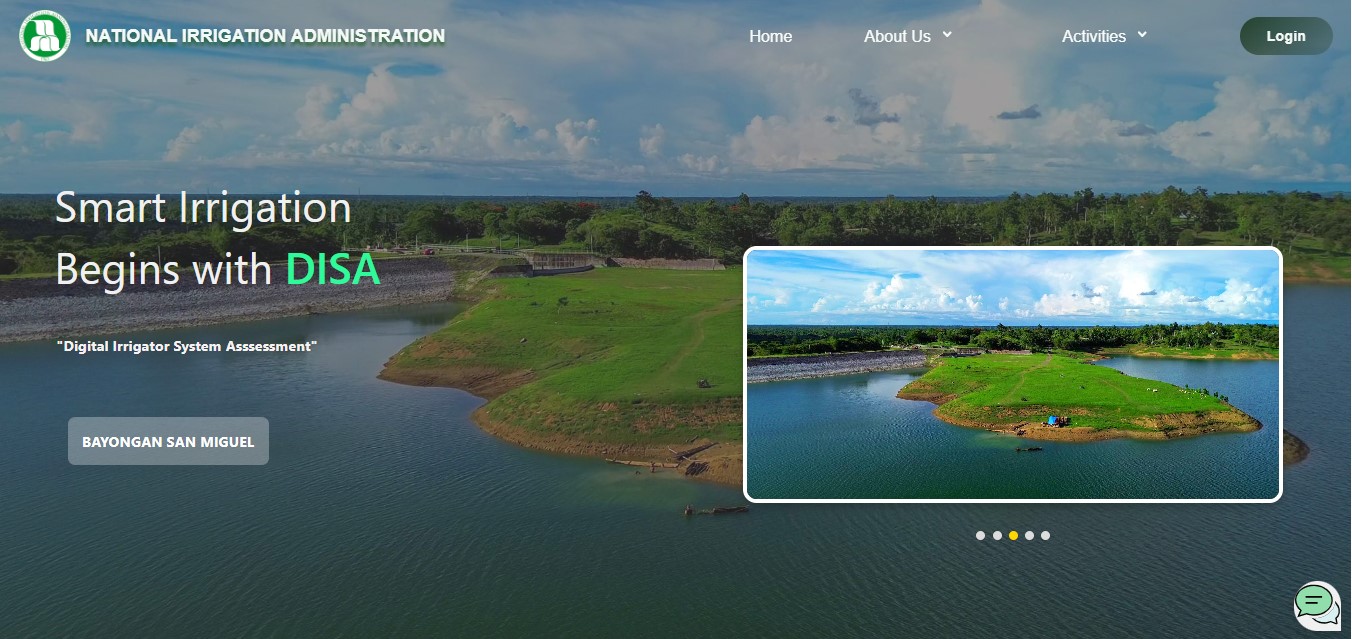 NATIONAL IRRIGATION ADMINISTRATION
Home
About Us
Activities
Login
Smart Irrigation
Begins with DISA
"Digital Irrigator System Asssessment"
BAYONGAN SAN MIGUEL